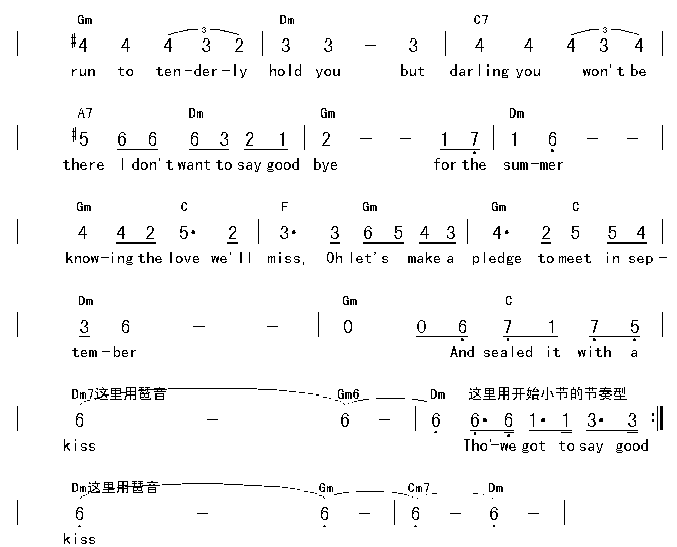 Gm Dm C7
#4 4 4 3 2 | 3 3 - 3 | 4 4 4 3 4 |
run to ten-der-ly hold you but darling you won't be
A7 Dm Gm Dm
| #5 6 6 6 3 2 1 | 2 - - 1 7 | 1 6 - - |
there I don't want to say good bye for the sum-mer
Gm C F Gm Gm C
| 4 4 2 5· 2 | 3· 3 6 5 4 3 | 4· 2 5 5 4 |
know-ing the love we'll miss, Oh let's make a pledge to meet in sep-
Dm Gm C
| 3 6 - - | 0 0 6 7 1 7 5 |
tem-ber And sealed it with a
Dm7这里用琶音 Gm6 Dm 这里用开始小节的节奏型
6 - 6 - | 6 6· 6 1· 1 3· 3 :||
kiss Tho'-we got to say good
Dm这里用琶音 Gm Cm7 Dm
| 6 - 6 - | 6 - 6 - |
kiss